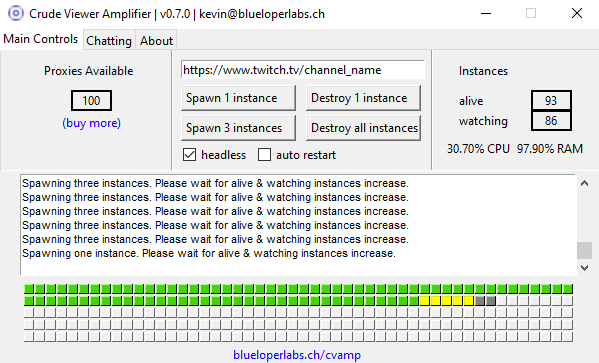 Crude Viewer Amplifier | v0.7.0 | kevin@blueloperlabs.ch
Main Controls Chatting About
Proxies Available
100
(buy more)
https://www.twitch.tv/channel_name
Spawn 1 instance Destroy 1 instance
Spawn 3 instances Destroy all instances
headless auto restart
Instances
alive 93
watching 86
30.70% CPU 97.90% RAM
Spawning three instances. Please wait for alive & watching instances increase.
Spawning three instances. Please wait for alive & watching instances increase.
Spawning three instances. Please wait for alive & watching instances increase.
Spawning three instances. Please wait for alive & watching instances increase.
Spawning three instances. Please wait for alive & watching instances increase.
Spawning one instance. Please wait for alive & watching instances increase.
blueloperlabs.ch/cvamp